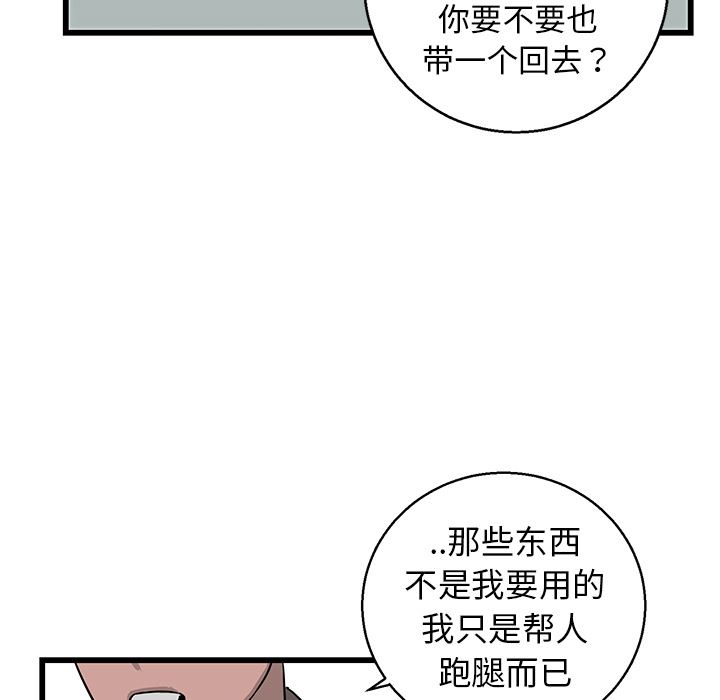 你要不要也
带一个回去？
..那些东西
不是我要用的
我只是帮人
跑腿而已